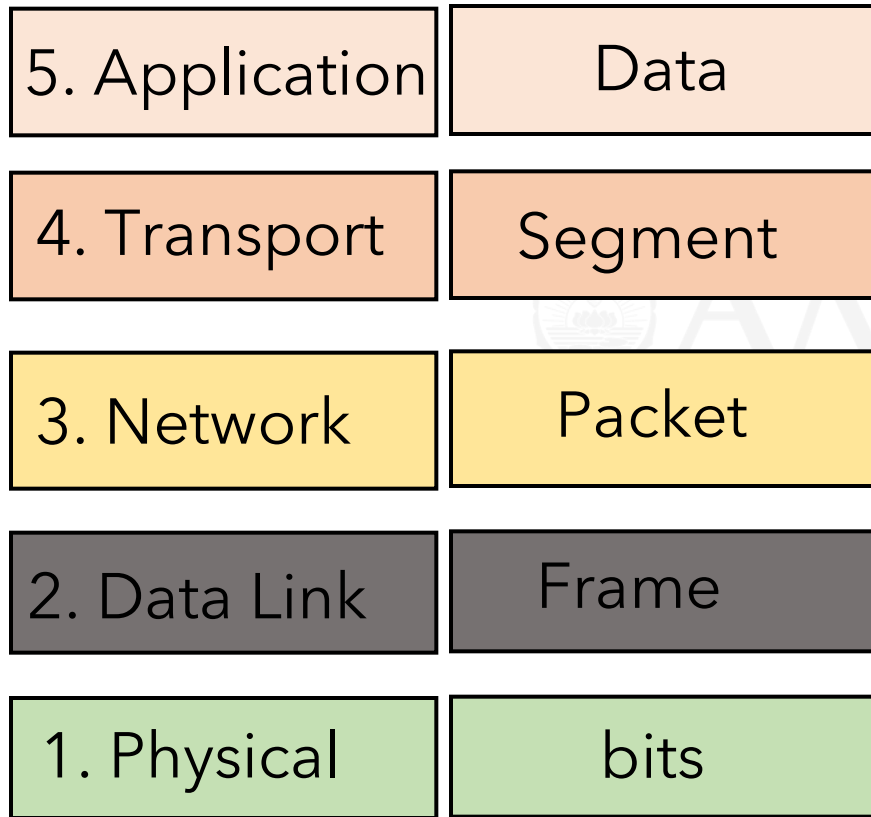 5. Application Data
4. Transport Segment
3. Network Packet
2. Data Link Frame
1. Physical bits